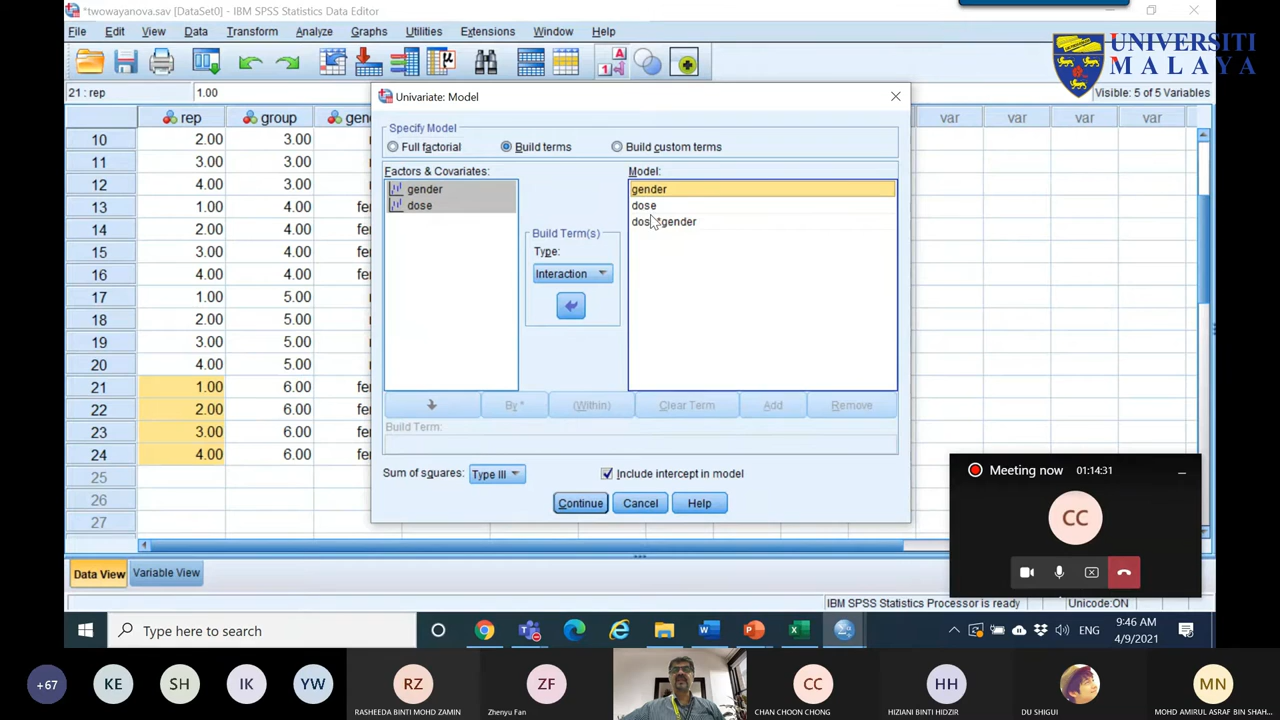 *twowayanova.sav [DataSet0] - IBM SPSS Statistics Data Editor
File Edit View Data Transform Analyze Graphs Utilities Extensions Window Help
UNIVERSITI
MALAYA
21 : rep 1.00 Visible: 5 of 5 Variables
rep group var var var var
10 2.00 3.00
11 3.00 3.00
12 4.00 3.00
13 1.00 4.00
14 2.00 4.00
15 3.00 4.00
16 4.00 4.00
17 1.00 5.00
18 2.00 5.00
19 3.00 5.00
20 4.00 5.00
21 1.00 6.00
22 2.00 6.00
23 3.00 6.00
24 4.00 6.00
25
26
27
Univariate: Model
Specify Model
Full factorial Build terms Build custom terms
Factors & Covariates: Model:
gender
dose
Build Term(s)
Type:
Interaction
gender
dose
By * (Within) Clear Term Add Remove
Build Term:
Sum of squares: Type III Include intercept in model
Continue Cancel Help
Meeting now 01:14:31
CC
Data View Variable View
IBM SPSS Statistics Processor is ready Unicode:ON
Type here to search
ENG
9:46 AM
4/9/2021
+67 KE SH IK YW RZ ZF CC HH MN
RASHEEDA BINTI MOHD ZAMIN Zhenyu Fan CHAN CHOON CHONG HIZIANI BINTI HIDZIR DU SHIGUI MOHD AMIRUL ASRAF BIN SHAH...